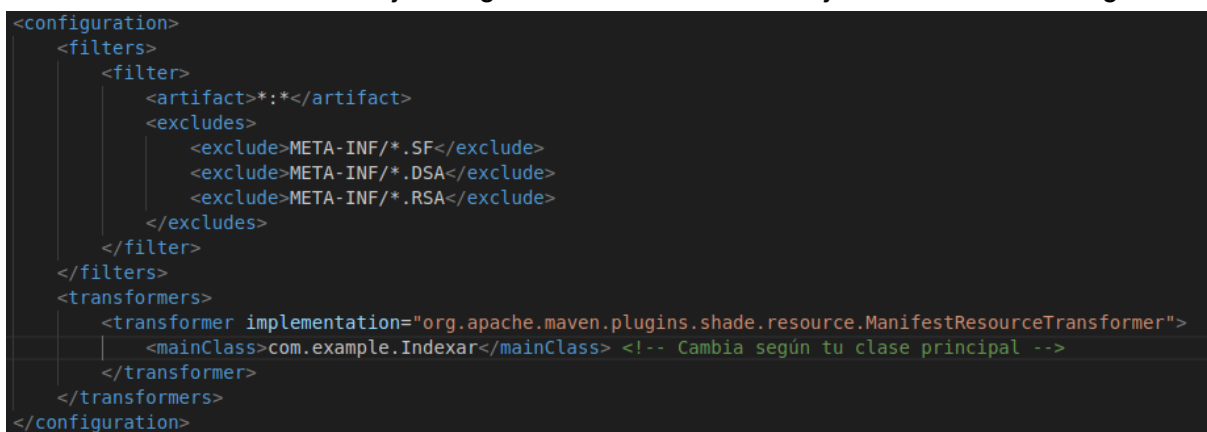 <configuration>
<filters>
<filter>
<artifact>*:*</artifact>
<excludes>
<exclude>META-INF/*.SF</exclude>
<exclude>META-INF/*.DSA</exclude>
<exclude>META-INF/*.RSA</exclude>
</excludes>
</filter>
</filters>
<transformers>
<transformer implementation="org.apache.maven.plugins.shade.resource.ManifestResourceTransformer">
<mainClass>com.example.Indexar</mainClass> <!-- Cambia según tu clase principal -->
</transformer>
</transformers>
</configuration>